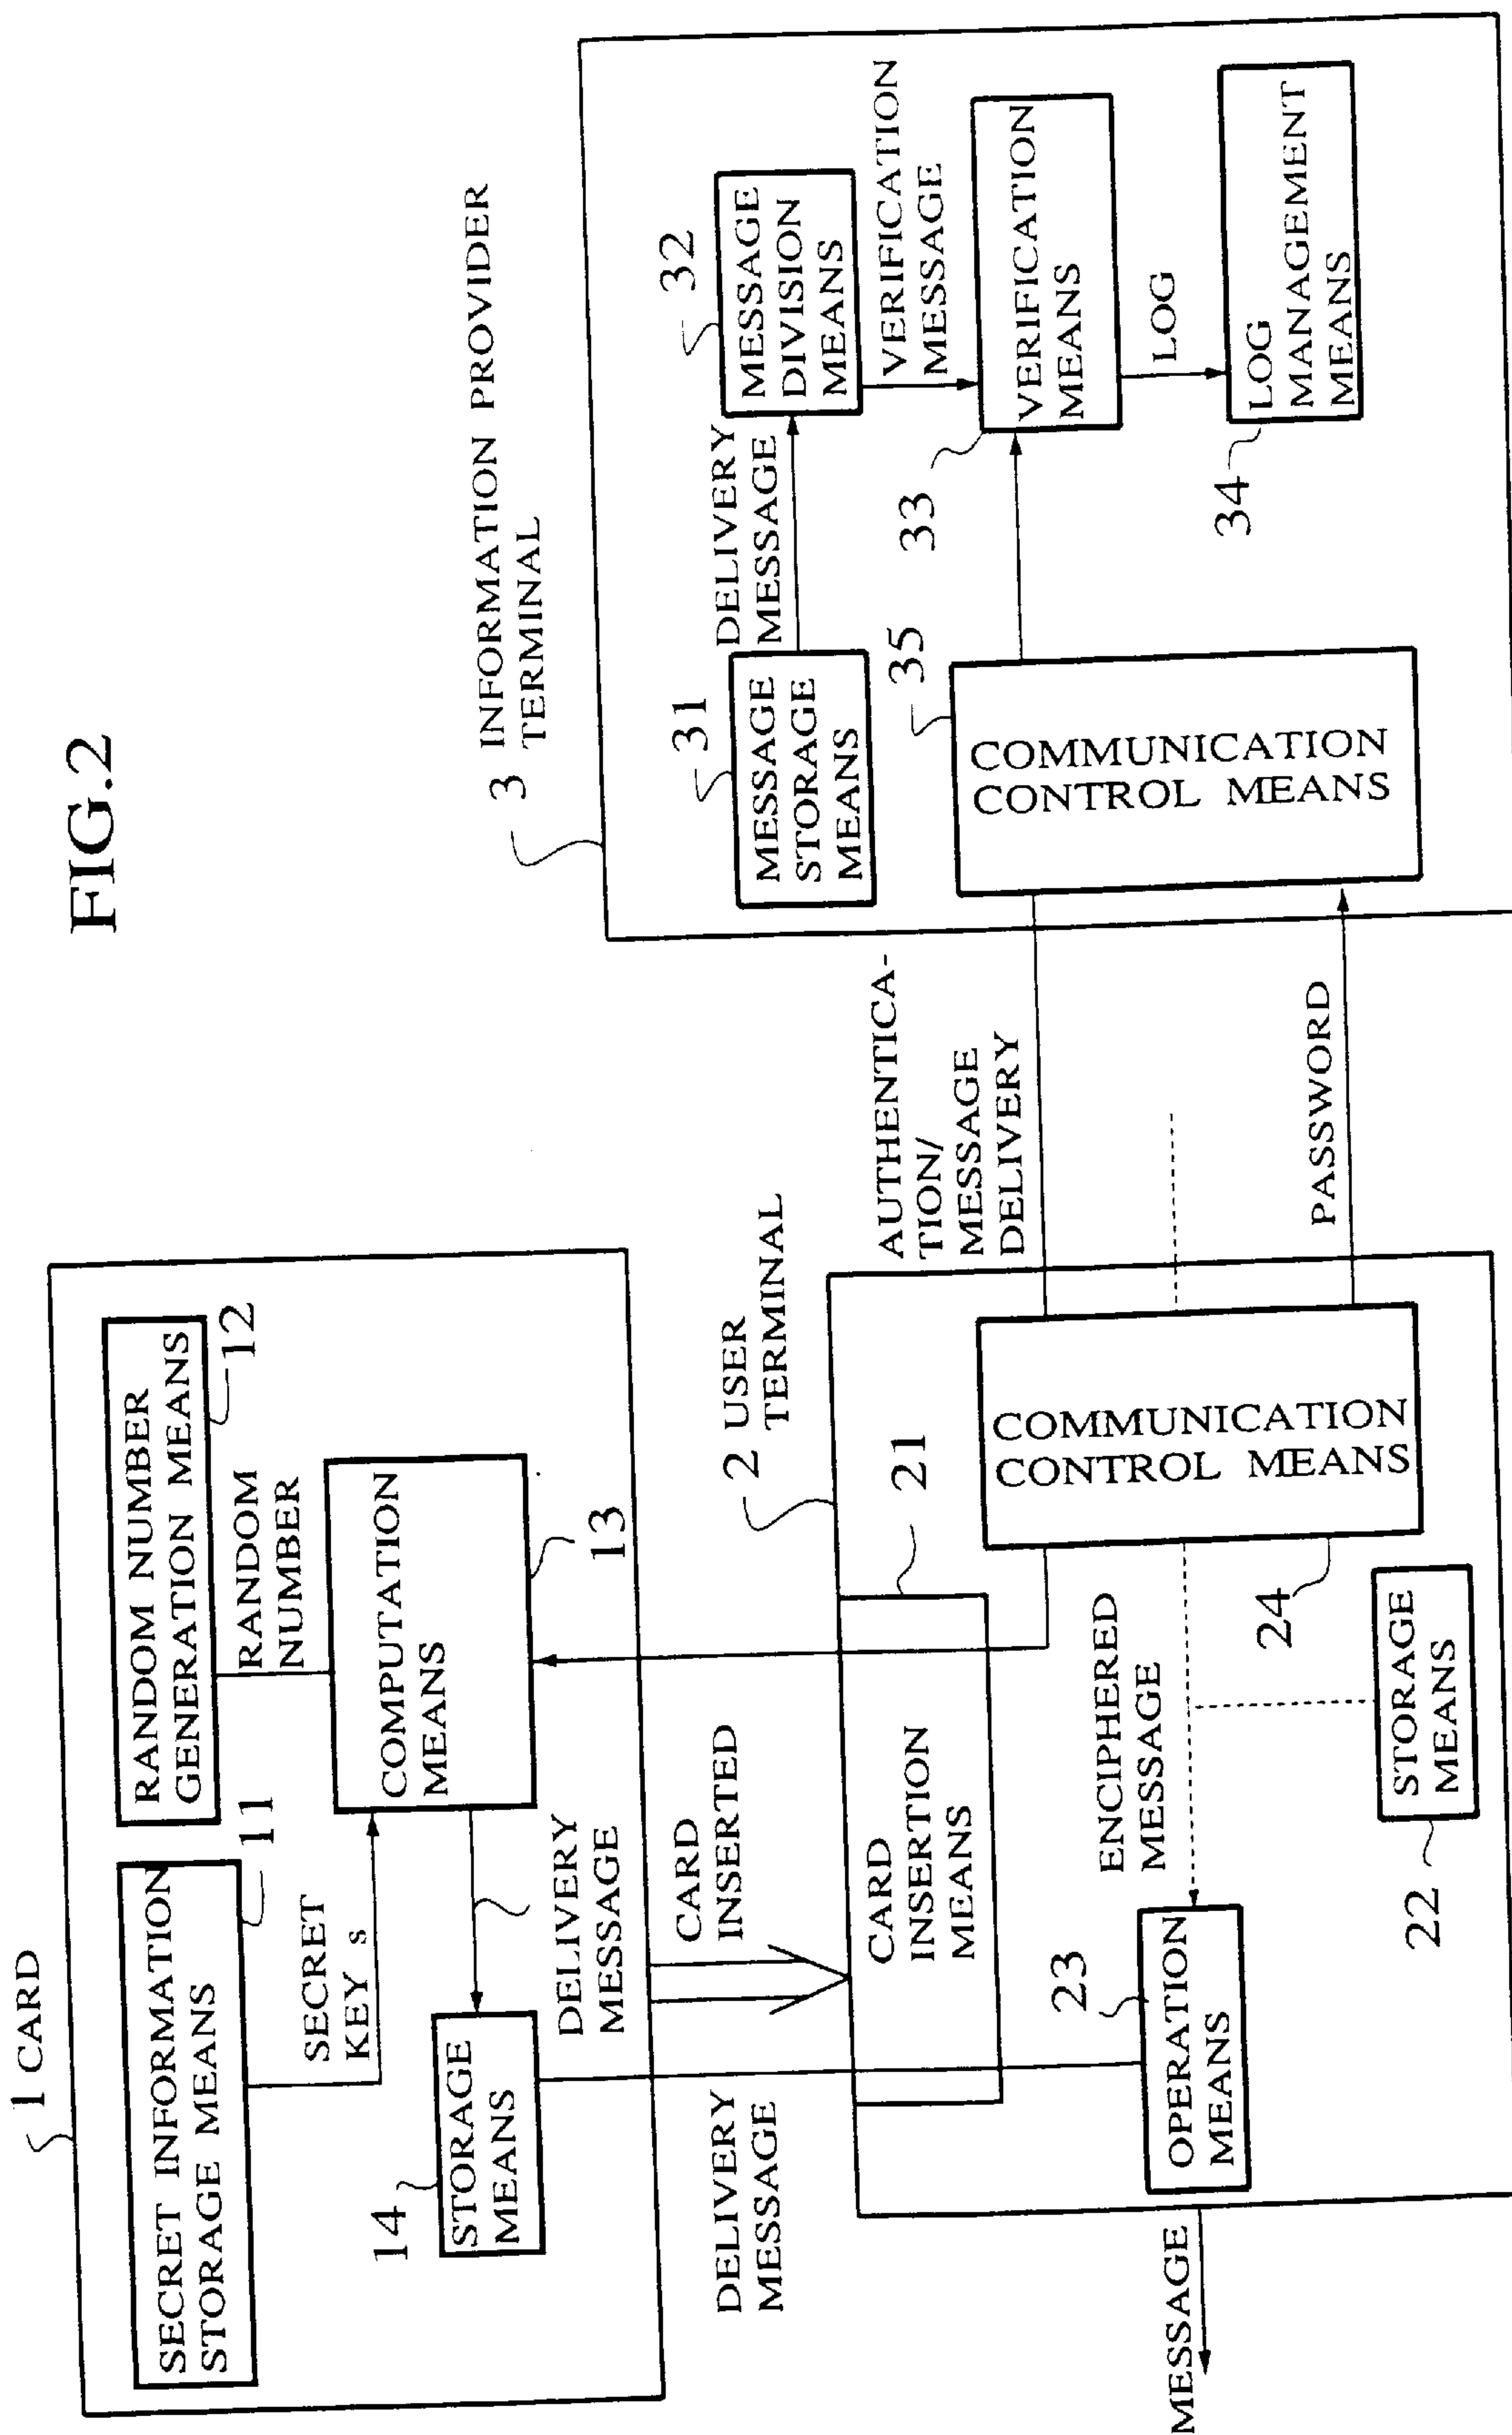 FIG.2
1 CARD
SECRET INFORMATION
STORAGE MEANS
11
RANDOM NUMBER
GENERATION MEANS
12
SECRET
KEY s
RANDOM
NUMBER
COMPUTATION
MEANS
13
14
STORAGE
MEANS
DELIVERY
MESSAGE
CARD
INSERTED
DELIVERY
MESSAGE
2 USER
TERMINAL
CARD
INSERTION
MEANS
21
COMMUNICATION
CONTROL MEANS
24
ENCIPHERED
MESSAGE
23
OPERATION
MEANS
22
STORAGE
MEANS
MESSAGE
AUTHENTICA-
TION/
MESSAGE
DELIVERY
PASSWORD
3 INFORMATION PROVIDER
TERMINAL
31
MESSAGE
STORAGE
MEANS
DELIVERY
MESSAGE
32
MESSAGE
DIVISION
MEANS
VERIFICATION
MESSAGE
35
COMMUNICATION
CONTROL MEANS
33
VERIFICATION
MEANS
LOG
34
LOG
MANAGEMENT
MEANS